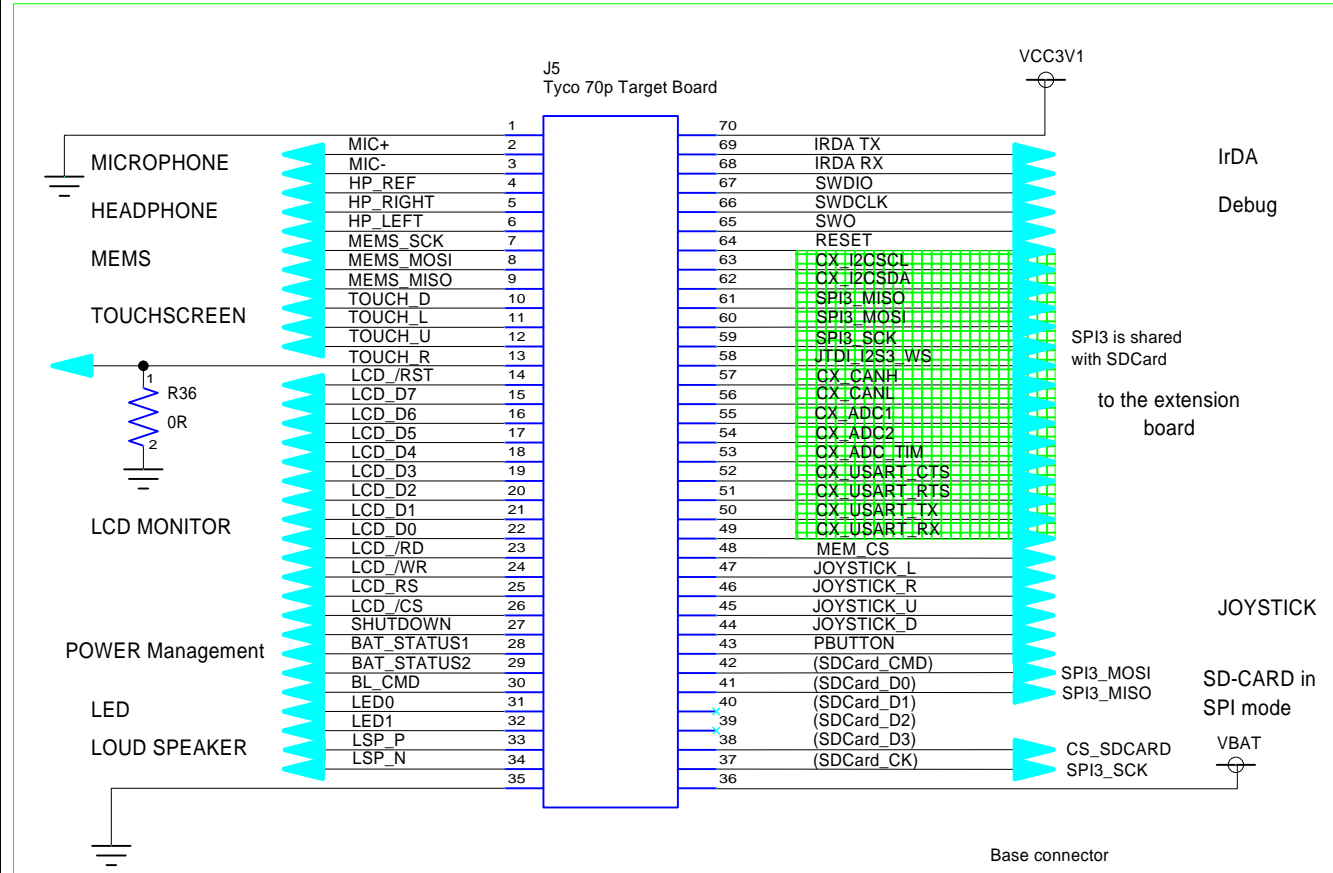 J5
Tyco 70p Target Board
VCC3V1
1
70
MIC+
2
69
IRDA TX
MICROPHONE
MIC-
3
68
IRDA RX
IrDA
HP_REF
4
67
SWDIO
HEADPHONE
HP_RIGHT
5
66
SWDCLK
Debug
HP_LEFT
6
65
SWO
MEMS_SCK
7
64
RESET
MEMS
MEMS_MOSI
8
63
CX_I2CSCL
MEMS_MISO
9
62
CX_I2CSDA
TOUCH_D
10
61
SPI3_MISO
TOUCHSCREEN
TOUCH_L
11
60
SPI3_MOSI
TOUCH_U
12
59
SPI3_SCK
SPI3 is shared
with SDCard
TOUCH_R
13
58
JTDI_I2S3_WS
1
R36
0R
2
LCD_/RST
14
57
CX_CANH
LCD_D7
15
56
CX_CANL
to the extension
board
LCD_D6
16
55
CX_ADC1
LCD_D5
17
54
CX_ADC2
LCD_D4
18
53
CX_ADC_TIM
LCD_D3
19
52
CX_USART_CTS
LCD_D2
20
51
CX_USART_RTS
LCD_D1
21
50
CX_USART_TX
LCD MONITOR
LCD_D0
22
49
CX_USART_RX
LCD_/RD
23
48
MEM_CS
LCD_/WR
24
47
JOYSTICK_L
LCD_RS
25
46
JOYSTICK_R
LCD_/CS
26
45
JOYSTICK_U
JOYSTICK
SHUTDOWN
27
44
JOYSTICK_D
POWER Management
BAT_STATUS1
28
43
PBUTTON
BAT_STATUS2
29
42
(SDCard_CMD)
SPI3_MOSI
BL_CMD
30
41
(SDCard_D0)
SPI3_MISO
SD-CARD in
SPI mode
LED
LED0
31
40
(SDCard_D1)
LED1
32
39
(SDCard_D2)
LOUD SPEAKER
LSP_P
33
38
(SDCard_D3)
CS_SDCARD
VBAT
LSP_N
34
37
(SDCard_CK)
SPI3_SCK
35
36
Base connector